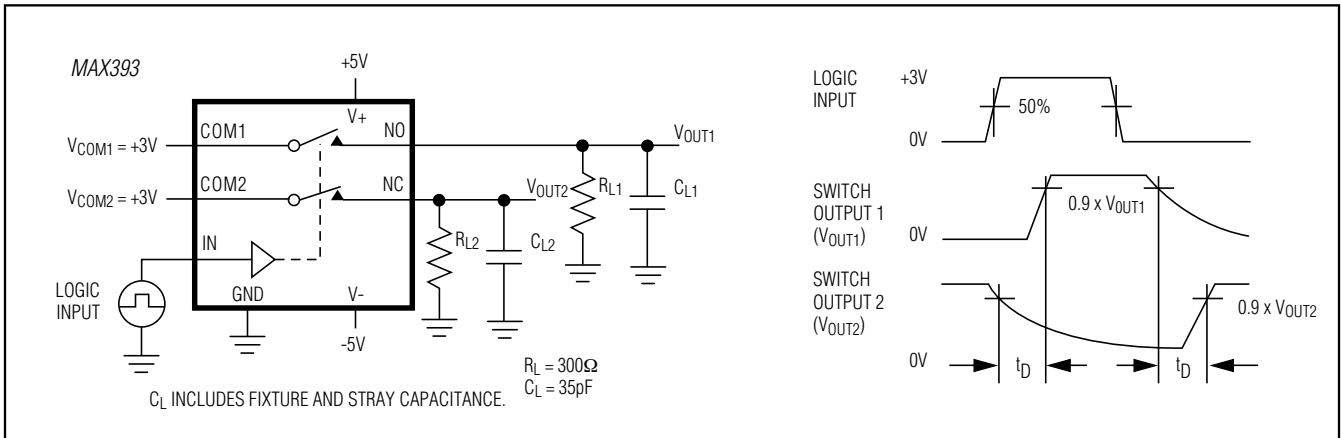 MAX393
+5V
V+
COM1
NO
VCOM1 = +3V
VOUT1
COM2
NC
VCOM2 = +3V
VOUT2
RL1
CL1
RL2
CL2
IN
LOGIC
INPUT
GND
V-
-5V
RL = 300Ω
CL = 35pF
CL INCLUDES FIXTURE AND STRAY CAPACITANCE.
LOGIC
INPUT
+3V
50%
0V
SWITCH
OUTPUT 1
(VOUT1)
0.9 x VOUT1
0V
SWITCH
OUTPUT 2
(VOUT2)
0.9 x VOUT2
0V
tD
tD